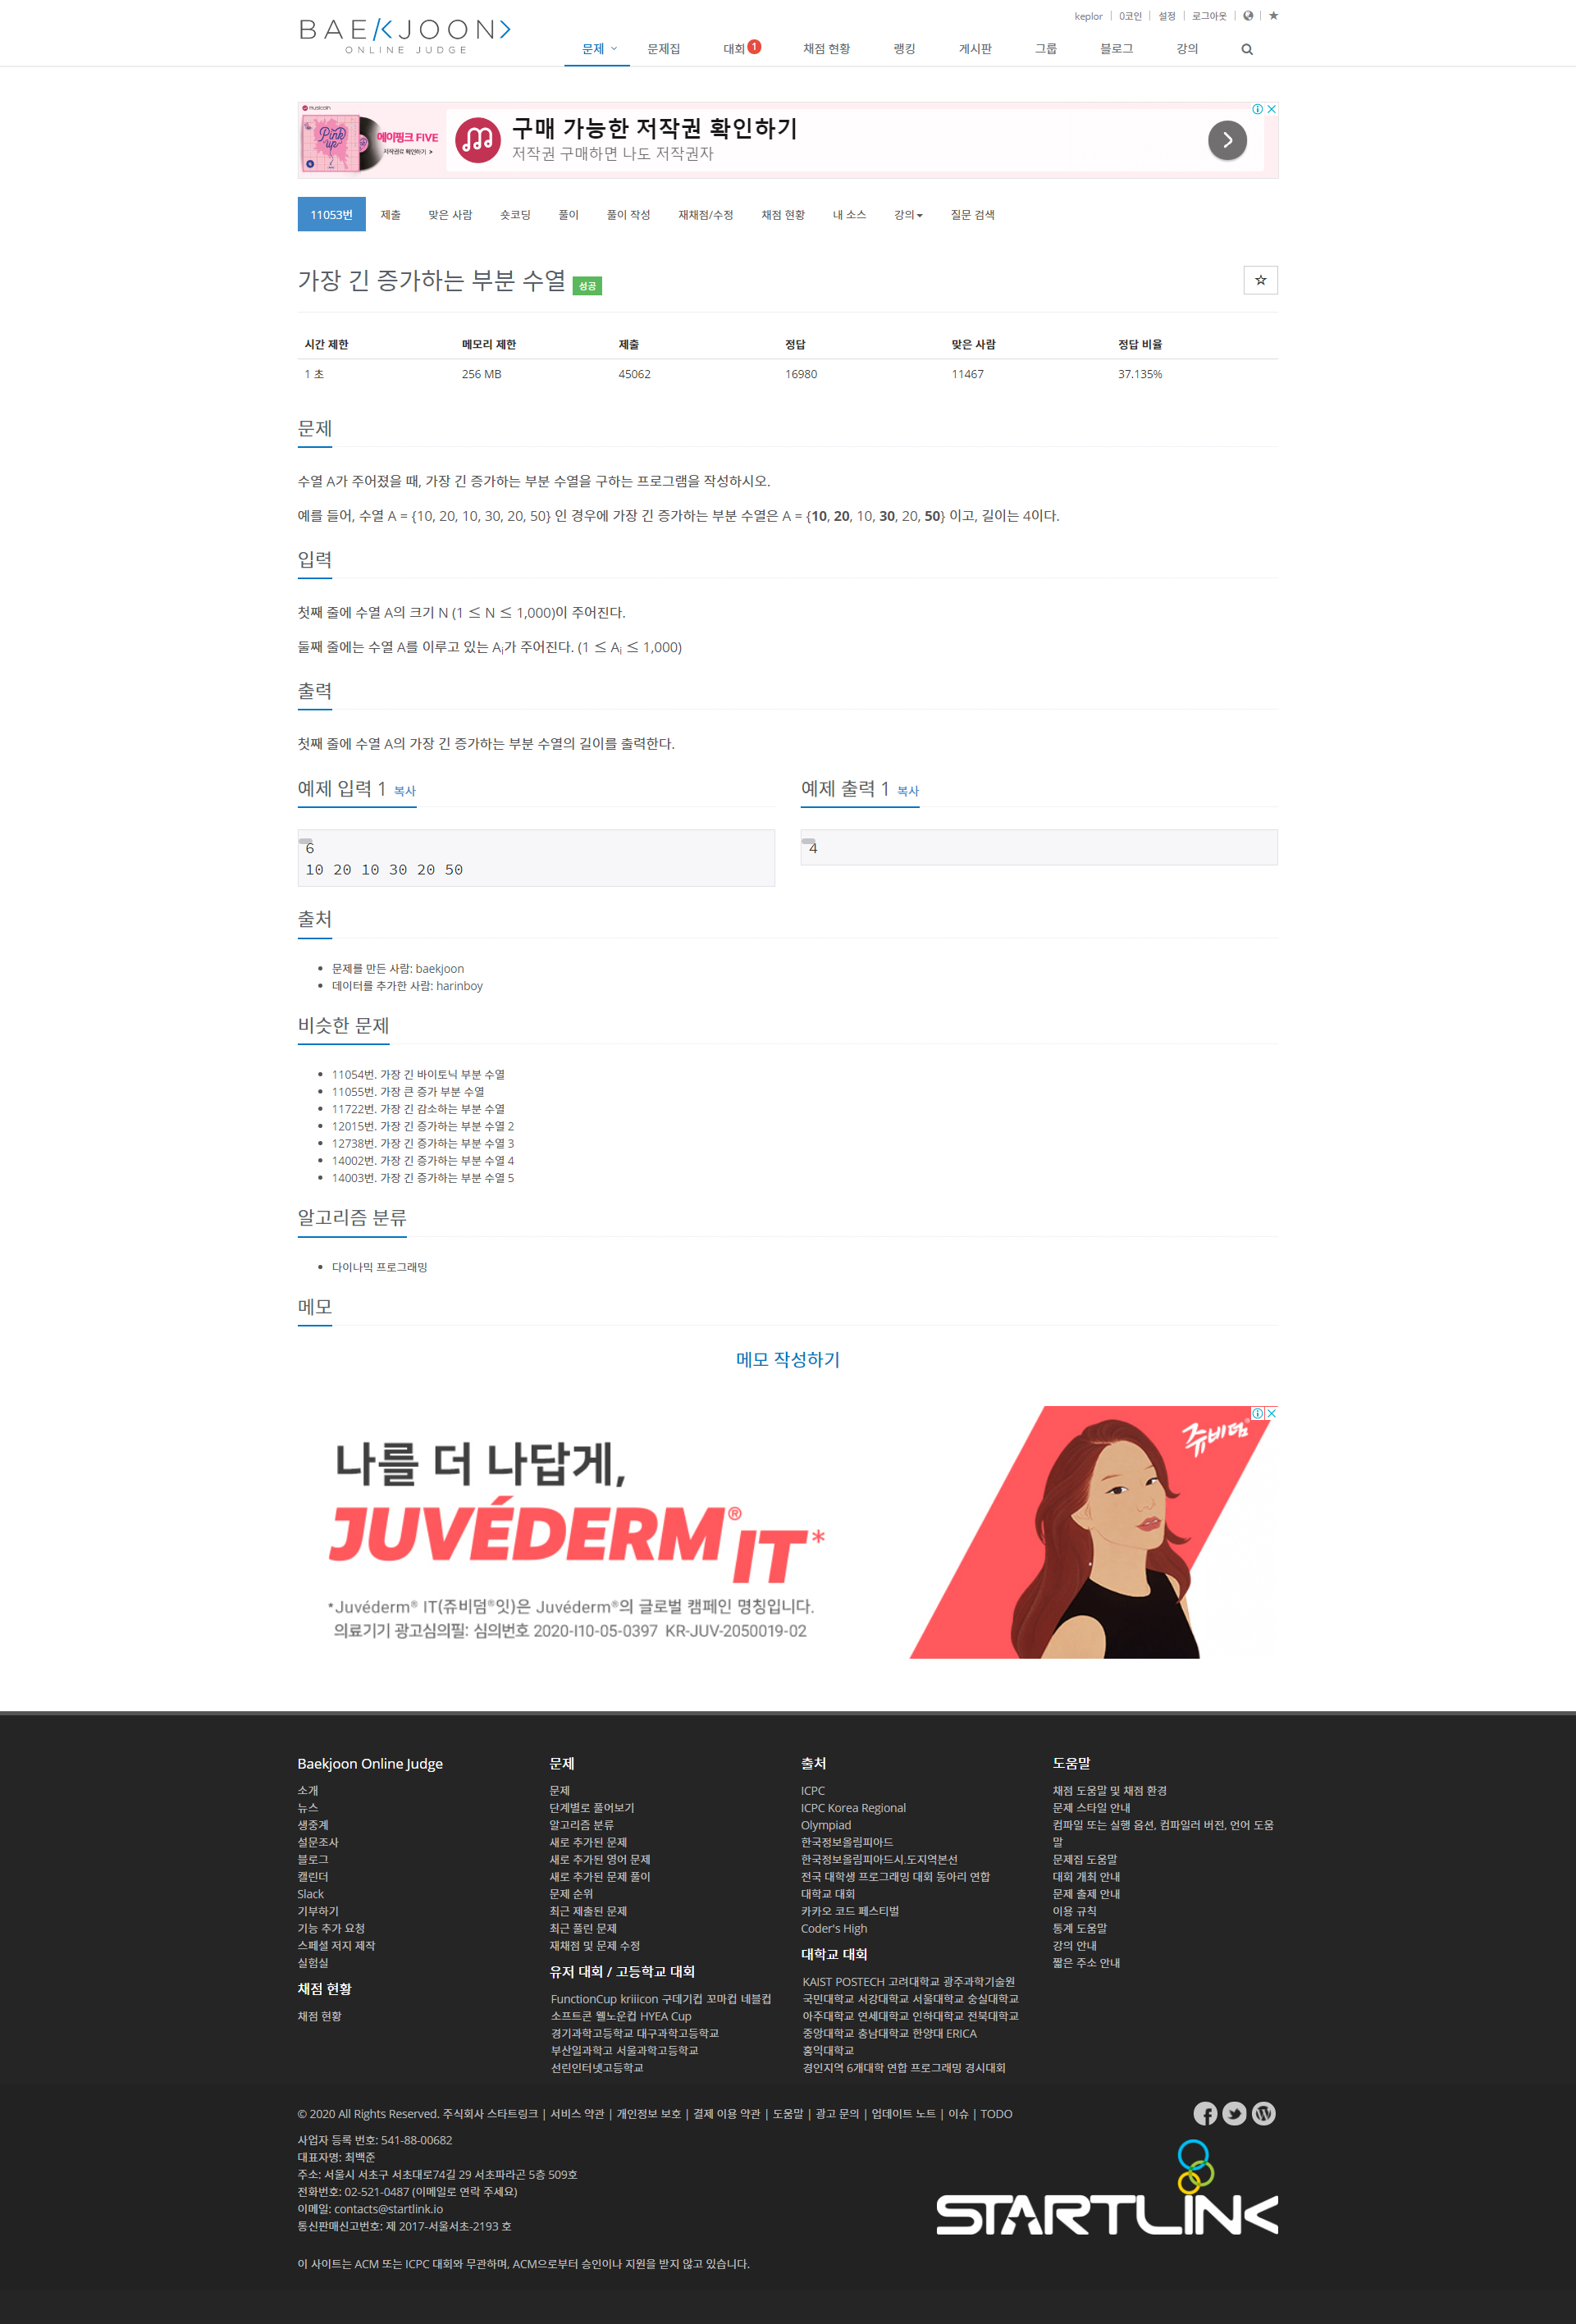 BAEKJOON
ONLINE JUDGE
keplor | 0코인 | 설정 | 로그아웃
문제 문제집 대회 1 채점 현황 랭킹 게시판 그룹 블로그 강의
musicoin
Pink up
에이핑크 FIVE
저작권료 확인하기 >
구매 가능한 저작권 확인하기
저작권 구매하면 나도 저작권자
11053번 제출 맞은 사람 숏코딩 풀이 풀이 작성 재채점/수정 채점 현황 내 소스 강의 질문 검색
가장 긴 증가하는 부분 수열 성공
시간 제한 메모리 제한 제출 정답 맞은 사람 정답 비율
1 초 256 MB 45062 16980 11467 37.135%
문제
수열 A가 주어졌을 때, 가장 긴 증가하는 부분 수열을 구하는 프로그램을 작성하시오.
예를 들어, 수열 A = {10, 20, 10, 30, 20, 50} 인 경우에 가장 긴 증가하는 부분 수열은 A = {10, 20, 10, 30, 20, 50} 이고, 길이는 4이다.
입력
첫째 줄에 수열 A의 크기 N (1 ≤ N ≤ 1,000)이 주어진다.
둘째 줄에는 수열 A를 이루고 있는 Ai가 주어진다. (1 ≤ Ai ≤ 1,000)
출력
첫째 줄에 수열 A의 가장 긴 증가하는 부분 수열의 길이를 출력한다.
예제 입력 1 복사
6
10 20 10 30 20 50
예제 출력 1 복사
4
출처
문제를 만든 사람: baekjoon
데이터를 추가한 사람: harinboy
비슷한 문제
11054번. 가장 긴 바이토닉 부분 수열
11055번. 가장 큰 증가 부분 수열
11722번. 가장 긴 감소하는 부분 수열
12015번. 가장 긴 증가하는 부분 수열 2
12738번. 가장 긴 증가하는 부분 수열 3
14002번. 가장 긴 증가하는 부분 수열 4
14003번. 가장 긴 증가하는 부분 수열 5
알고리즘 분류
다이나믹 프로그래밍
메모
메모 작성하기
나를 더 나답게,
JUVÉDERM® IT*
*Juvéderm® IT(쥬비덤®잇)은 Juvéderm®의 글로벌 캠페인 명칭입니다.
의료기기 광고심의필: 심의번호 2020-I10-05-0397 KR-JUV-2050019-02
쥬비덤®
Baekjoon Online Judge
소개
뉴스
생중계
설문조사
블로그
캘린더
Slack
기부하기
기능 추가 요청
스페셜 저지 제작
실험실
채점 현황
채점 현황
문제
문제
단계별로 풀어보기
알고리즘 분류
새로 추가된 문제
새로 추가된 영어 문제
새로 추가된 문제 풀이
문제 순위
최근 제출된 문제
최근 풀린 문제
재채점 및 문제 수정
유저 대회 / 고등학교 대회
FunctionCup kriiicon 구데기컵 꼬마컵 네블컵
소프트콘 웰노운컵 HYEA Cup
경기과학고등학교 대구과학고등학교
부산일과학고 서울과학고등학교
선린인터넷고등학교
출처
ICPC
ICPC Korea Regional
Olympiad
한국정보올림피아드
한국정보올림피아드시.도지역본선
전국 대학생 프로그래밍 대회 동아리 연합
대학교 대회
카카오 코드 페스티벌
Coder's High
대학교 대회
KAIST POSTECH 고려대학교 광주과학기술원
국민대학교 서강대학교 서울대학교 숭실대학교
아주대학교 연세대학교 인하대학교 전북대학교
중앙대학교 충남대학교 한양대 ERICA
홍익대학교
경인지역 6개대학 연합 프로그래밍 경시대회
도움말
채점 도움말 및 채점 환경
문제 스타일 안내
컴파일 또는 실행 옵션, 컴파일러 버전, 언어 도움
말
문제집 도움말
대회 개최 안내
문제 출제 안내
이용 규칙
통계 도움말
강의 안내
짧은 주소 안내
© 2020 All Rights Reserved. 주식회사 스타트링크 | 서비스 약관 | 개인정보 보호 | 결제 이용 약관 | 도움말 | 광고 문의 | 업데이트 노트 | 이슈 | TODO
사업자 등록 번호: 541-88-00682
대표자명: 최백준
주소: 서울시 서초구 서초대로74길 29 서초파라곤 5층 509호
전화번호: 02-521-0487 (이메일로 연락 주세요)
이메일: contacts@startlink.io
통신판매신고번호: 제 2017-서울서초-2193 호
STARTLINK
이 사이트는 ACM 또는 ICPC 대회와 무관하며, ACM으로부터 승인이나 지원을 받지 않고 있습니다.